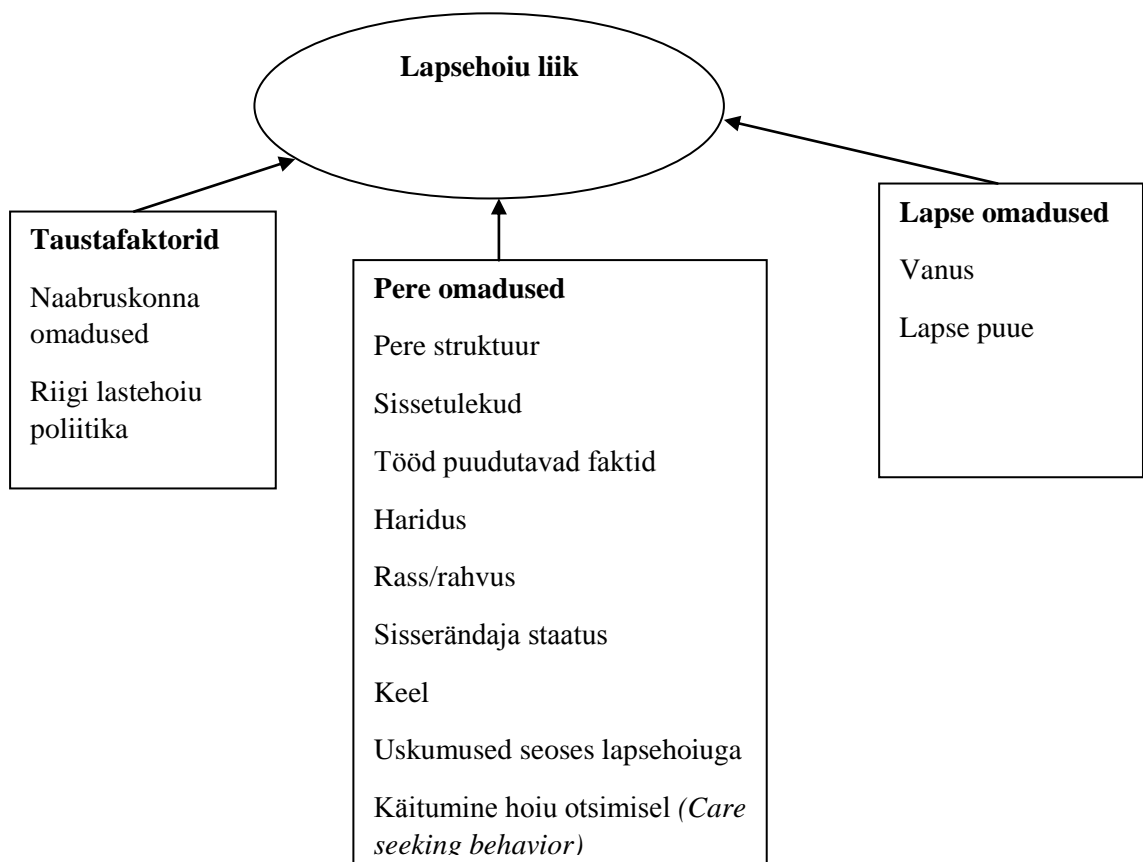 Lapsehoiu liik
Taustafaktorid
Naabruskonna
omadused
Riigi lastehoiu
poliitika
Pere omadused
Pere struktuur
Sissetulekud
Tööd puudutavad faktid
Haridus
Rass/rahvus
Sisserändaja staatus
Keel
Uskumused seoses lapsehoiuga
Käitumine hoiu otsimisel (Care
seeking behavior)
Lapse omadused
Vanus
Lapse puue